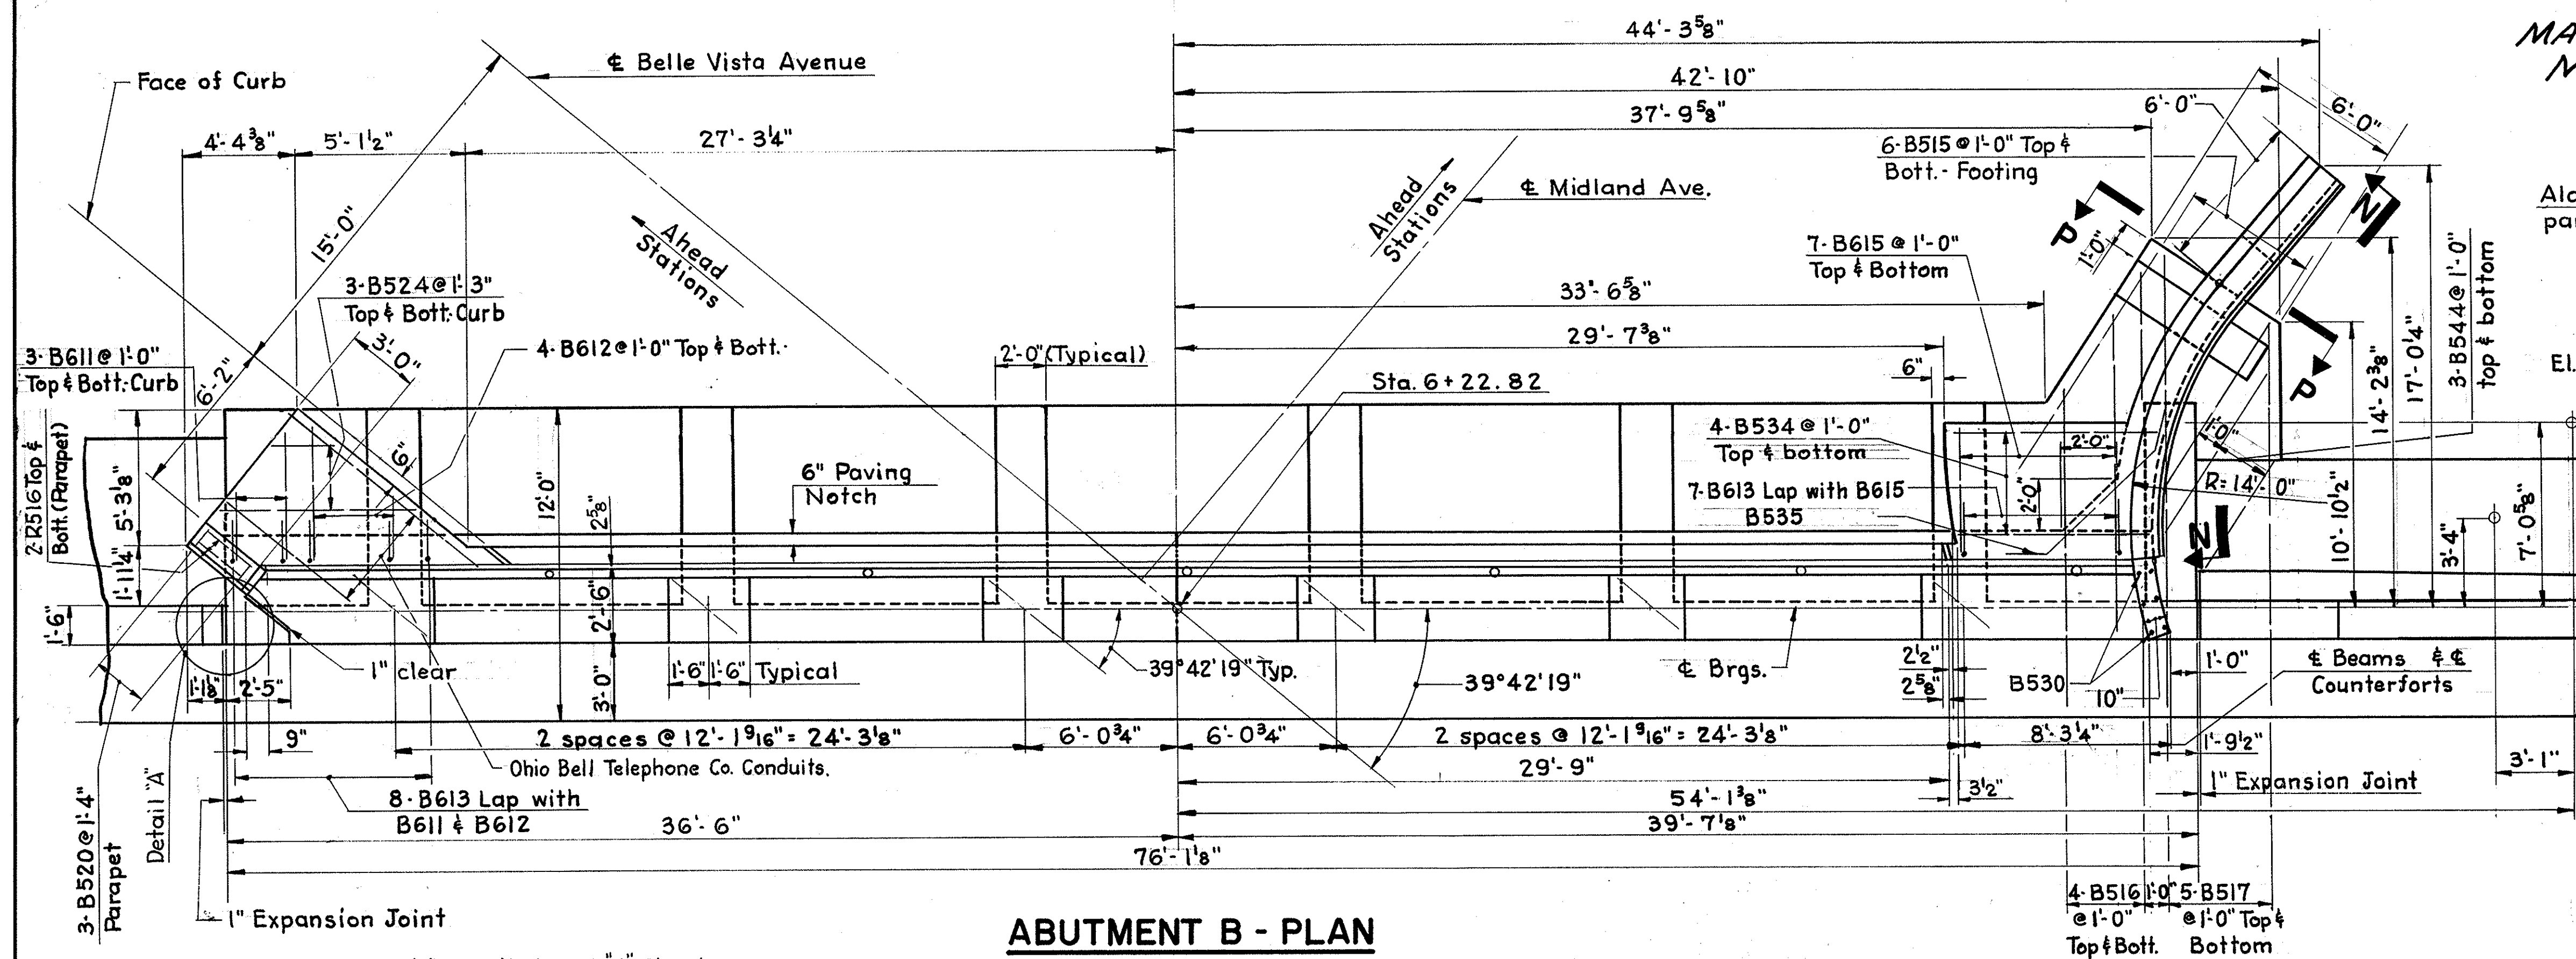 44'-3⅝"
MA
℄ Belle Vista Avenue
42'-10"
M
Face of Curb
37'-9⅝"
6'-0"
6'-0"
4'-4⅜"
5'-1½"
27'-3¼"
6-B515 @ 1'-0" Top &
Bott.- Footing
℄ Midland Ave.
Ahead
Stations
Ahead
Stations
15'-0"
P
N
1'-0"
7-B615 @ 1'-0"
Top & Bottom
3-B524 @ 1'-3"
Top & Bott. Curb
33'-6⅝"
29'-7⅜"
3-B544 @ 1'-0"
top & bottom
3-B611 @ 1'-0"
Top & Bott.-Curb
3'-0"
4-B612 @ 1'-0" Top & Bott.
2'-0" (Typical)
6"
Sta. 6+22.82
6'-2"
P
El.
14'-2⅜"
17'-0¼"
2-R516 Top &
Bott. (Parapet)
5'-3⅜"
6"
12'-0"
6" Paving
Notch
2⅝"
4-B534 @ 1'-0"
Top & bottom
2'-0"
1'-0"
R=14'-0"
7-B613 Lap with B615
B535
2'-0"
10'-10½"
7'-0⅝"
3'-4"
N
1'-11¼"
1'-6"
2'-6"
1" clear
1'-6" 1'-6" Typical
39°42'19" Typ.
39°42'19"
℄ Brgs.
2½"
2⅝"
B530
10"
1'-0"
℄ Beams & ℄
Counterforts
1'-1⅛"
2'-5"
3'-0"
9"
2 spaces @ 12'-1 9/16" = 24'-3⅛"
6'-0¾"
6'-0¾"
2 spaces @ 12'-1 9/16" = 24'-3⅛"
8'-3¼"
1'-9½"
3'-1"
Ohio Bell Telephone Co. Conduits.
29'-9"
3½"
1" Expansion Joint
3-B520 @ 1'-4"
Parapet
Detail "A"
8-B613 Lap with
B611 & B612
54'-1⅜"
36'-6"
39'-7⅛"
76'-1⅛"
1" Expansion Joint
4-B516
@ 1'-0"
Top & Bott.
1'-0"
5-B517
@ 1'-0" Top &
Bottom
ABUTMENT B - PLAN